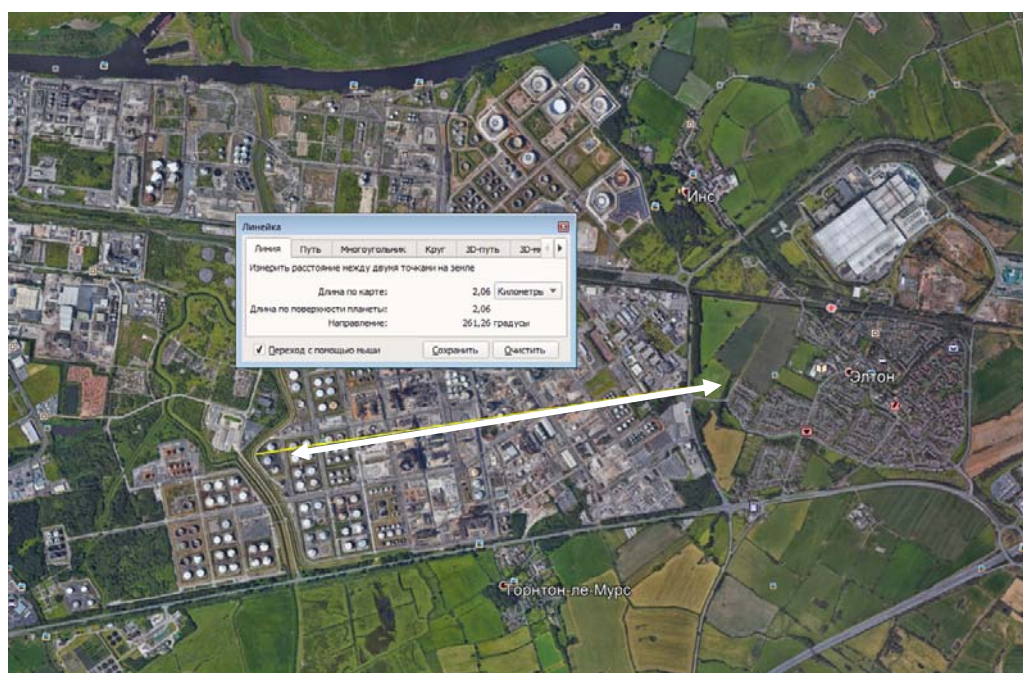 Инс
Линейка
Линия Путь Многоугольник Круг 3D-путь 3D-м
Измерить расстояние между двумя точками на земле
Длина по карте: 2,06 Километры
Длина по поверхности планеты: 2,06
Направление: 261,26 градусы
Переход с помощью мыши Сохранить Очистить
Элтон
Торнтон-ле-Мурс